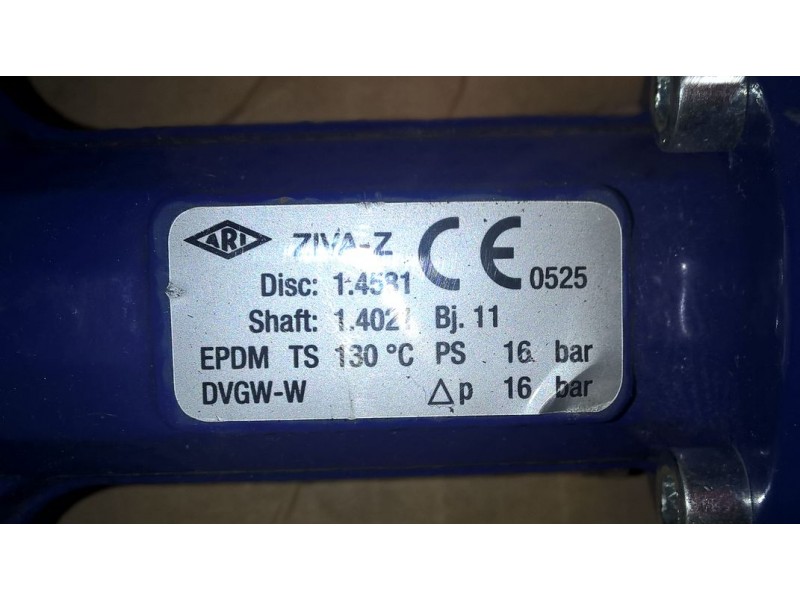 ARI ZIVA-Z CE 0525
Disc: 1.4581
Shaft: 1.4021 Bj. 11
EPDM TS 130 °C PS 16 bar
DVGW-W Δp 16 bar